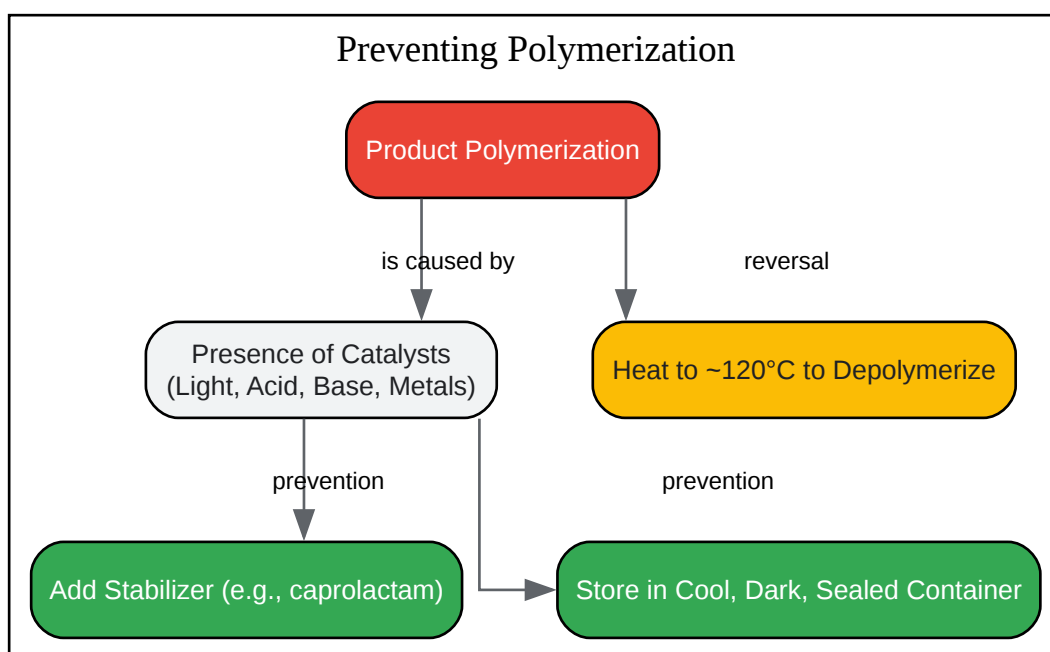 Preventing Polymerization
Product Polymerization
is caused by
reversal
Presence of Catalysts
(Light, Acid, Base, Metals)
Heat to ~120°C to Depolymerize
prevention
prevention
Add Stabilizer (e.g., caprolactam)
Store in Cool, Dark, Sealed Container